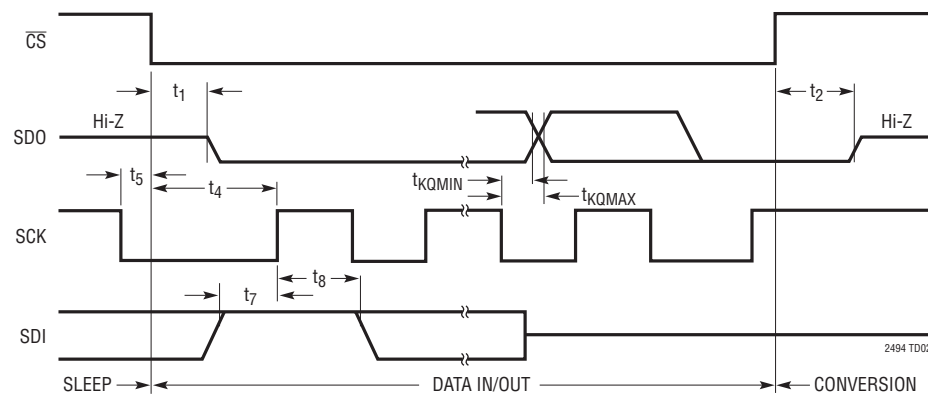 CS
t1
t2
Hi-Z
Hi-Z
SDO
t5
t4
tKQMIN
tKQMAX
SCK
t8
t7
SDI
2494 TD02
SLEEP
DATA IN/OUT
CONVERSION